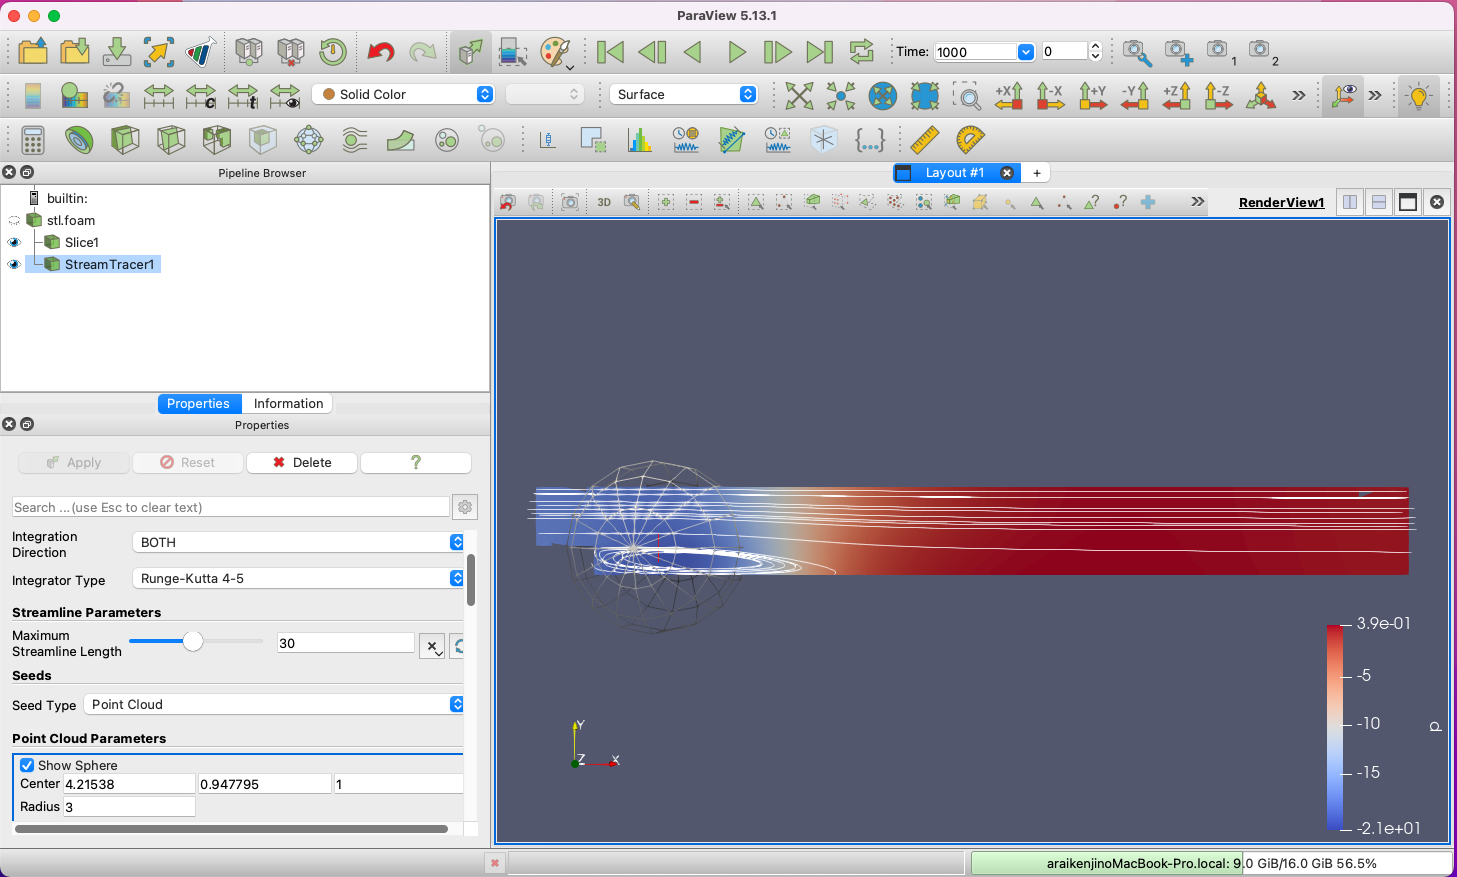 ParaView 5.13.1
Time: 1000 0 1 2
C t Solid Color Surface +X -X +Y -Y +Z -Z
Pipeline Browser
Layout #1 +
builtin:
stl.foam
Slice1
StreamTracer1
3D RenderView1
Properties Information
Properties
Apply Reset Delete ?
Search ... (use Esc to clear text)
Integration
Direction
BOTH
Integrator Type Runge-Kutta 4-5
Streamline Parameters
Maximum
Streamline Length
30
Seeds
Seed Type Point Cloud
Point Cloud Parameters
Show Sphere
Center 4.21538 0.947795 1
Radius 3
Y
Z X
3.9e-01
-5
-10
-15
-2.1e+01
p
araikenjinoMacBook-Pro.local: 9.0 GiB/16.0 GiB 56.5%